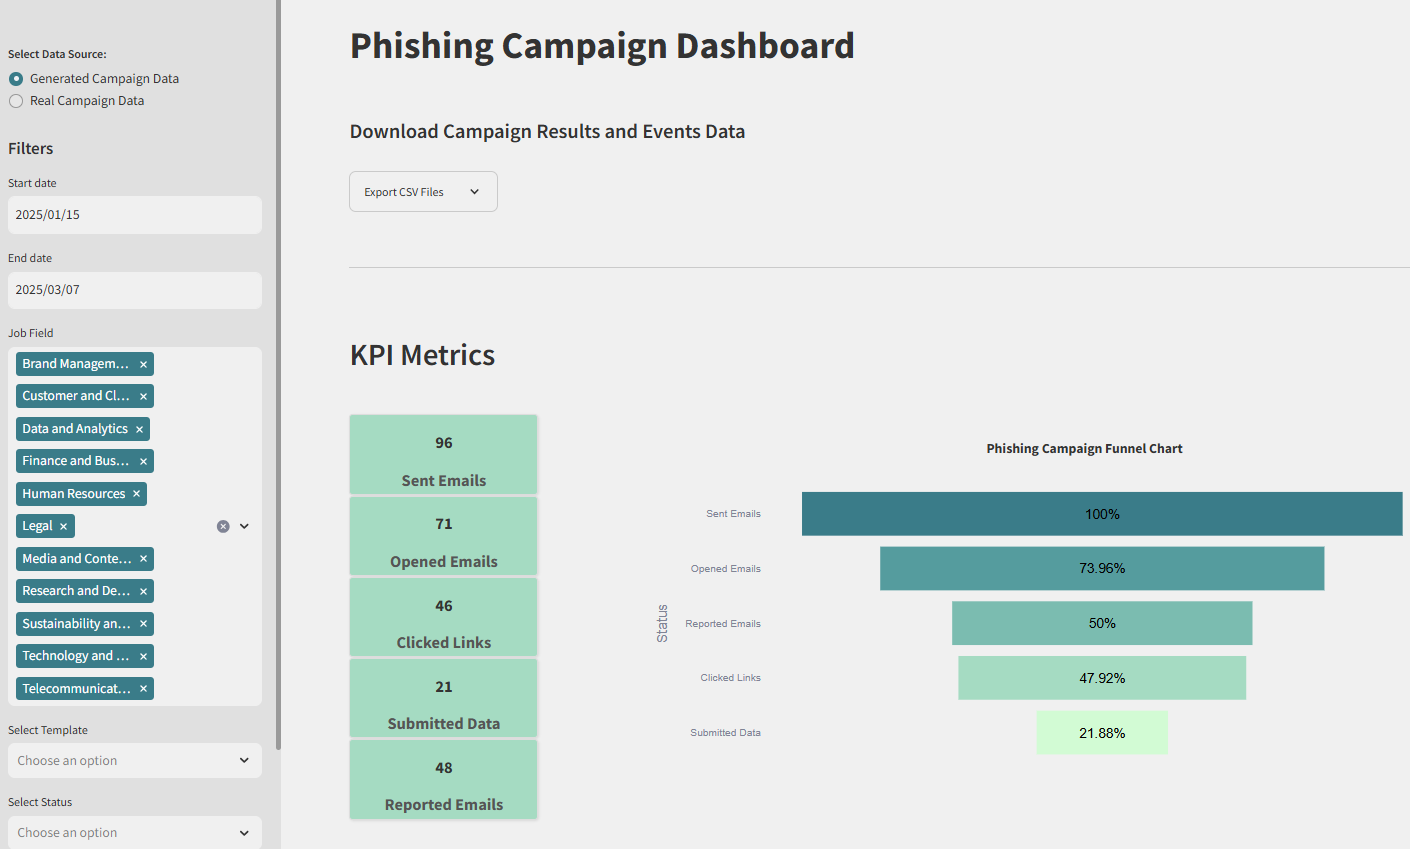 Select Data Source:
Generated Campaign Data
Real Campaign Data
Filters
Start date
2025/01/15
End date
2025/03/07
Job Field
Brand Managem...
Customer and Cl...
Data and Analytics
Finance and Bus...
Human Resources
Legal
Media and Conte...
Research and De...
Sustainability an...
Technology and ...
Telecommunicat...
Select Template
Choose an option
Select Status
Choose an option
Phishing Campaign Dashboard
Download Campaign Results and Events Data
Export CSV Files
KPI Metrics
96
Sent Emails
71
Opened Emails
46
Clicked Links
21
Submitted Data
48
Reported Emails
Phishing Campaign Funnel Chart
Status
Sent Emails
100%
Opened Emails
73.96%
Reported Emails
50%
Clicked Links
47.92%
Submitted Data
21.88%